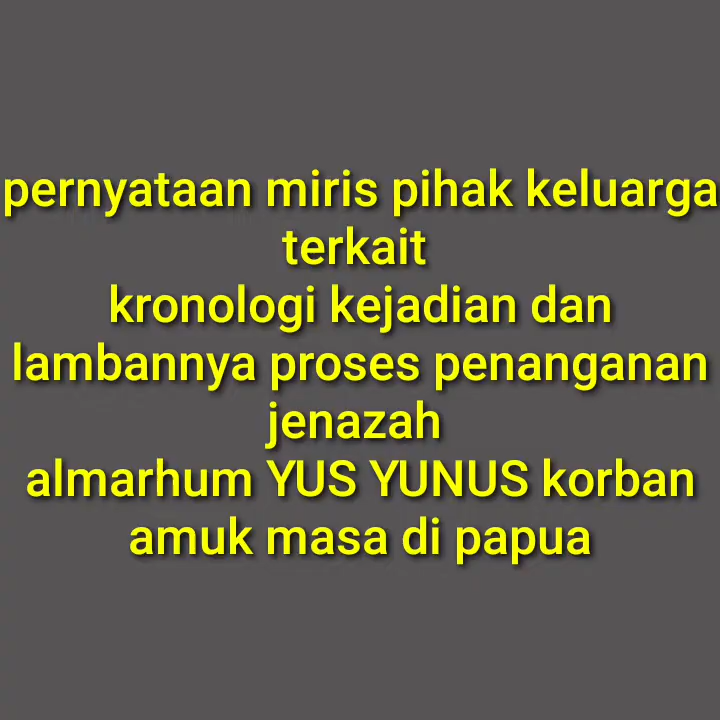 pernyataan miris pihak keluarga
terkait
kronologi kejadian dan
lambannya proses penanganan
jenazah
almarhum YUS YUNUS korban
amuk masa di papua